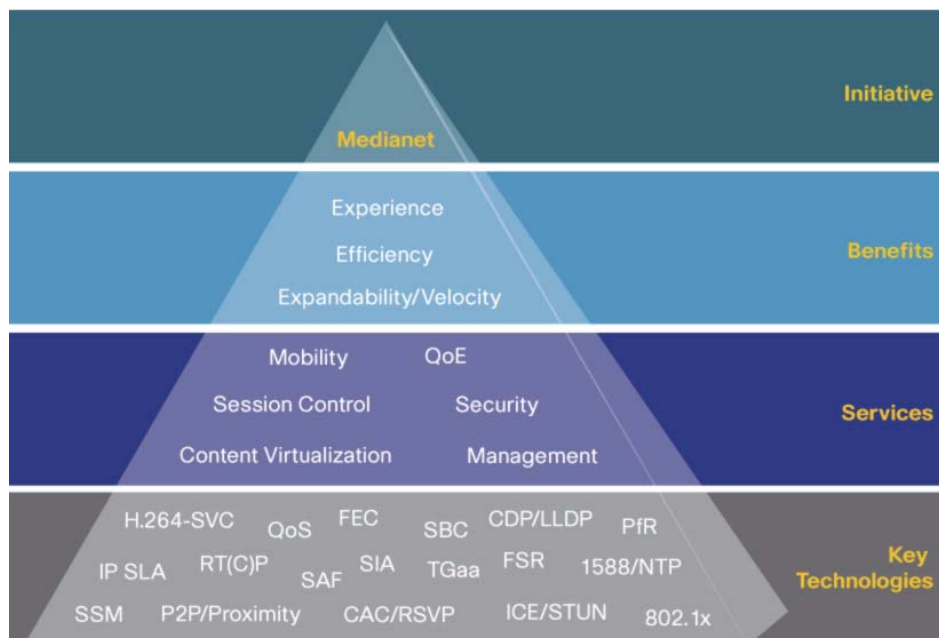 Initiative
Medianet
Experience
Efficiency
Benefits
Expandability/Velocity
Mobility QoE
Session Control Security
Services
Content Virtualization Management
H.264-SVC QoS FEC SBC CDP/LLDP PfR
Key
Technologies
IP SLA RT(C)P SAF SIA TGaa FSR 1588/NTP
SSM P2P/Proximity CAC/RSVP ICE/STUN 802.1x